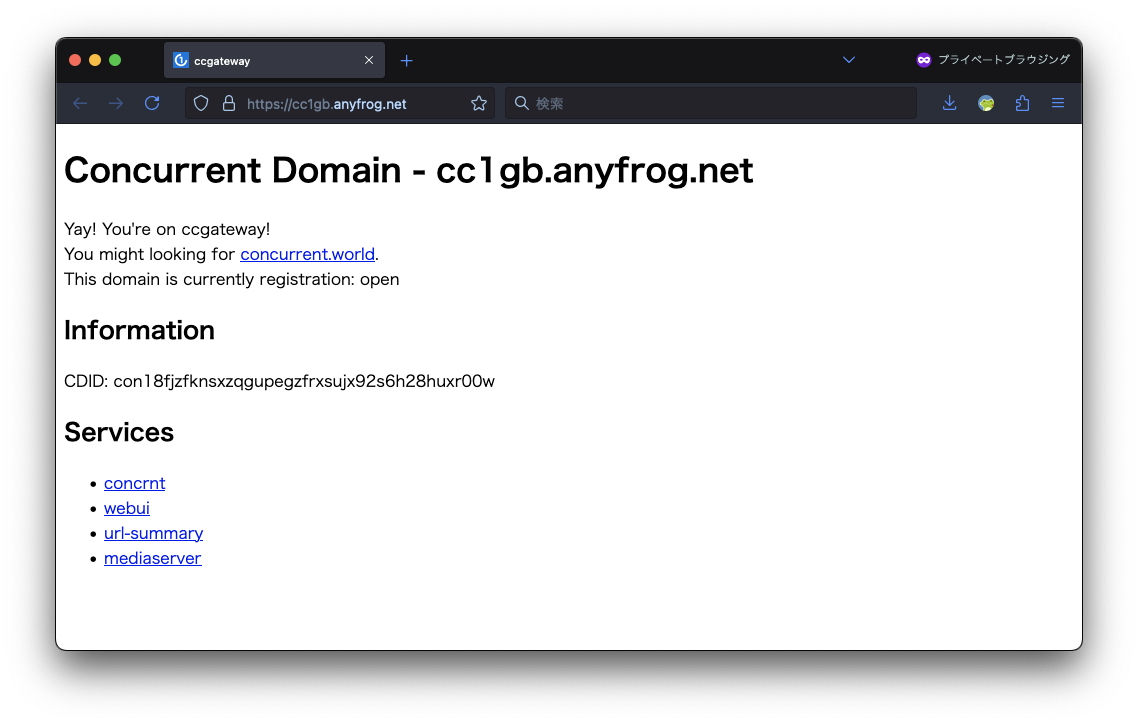 ccgateway
プライベートブラウジング
https://cc1gb.anyfrog.net
検索
Concurrent Domain - cc1gb.anyfrog.net
Yay! You're on ccgateway!
You might looking for concurrent.world.
This domain is currently registration: open
Information
CDID: con18fjzfknsxzqgupegzfrxsujx92s6h28huxr00w
Services
concrnt
webui
url-summary
mediaserver